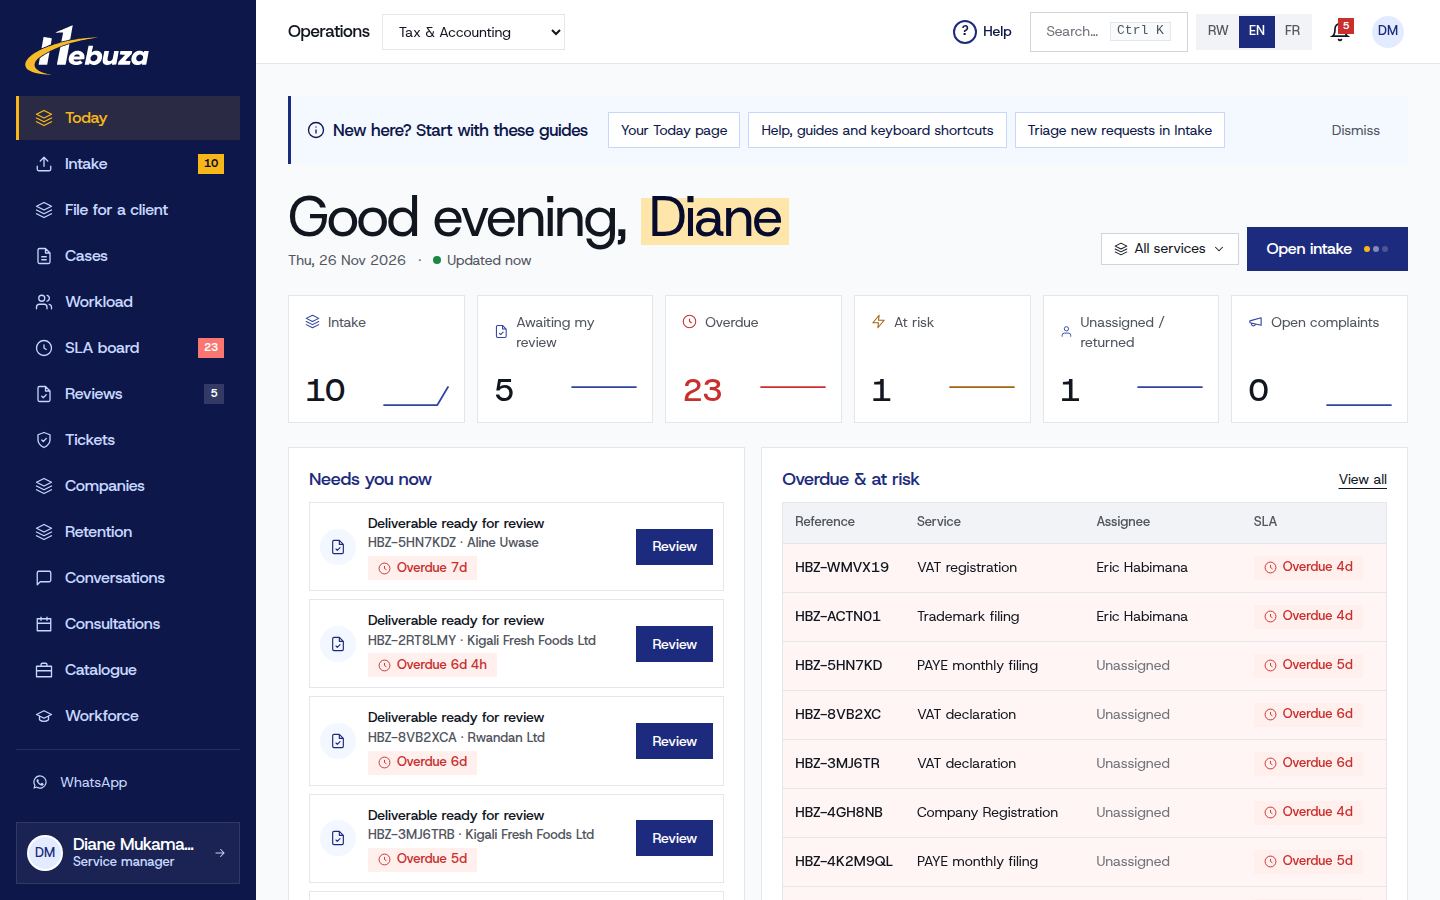 Hebuza
Today
Intake 10
File for a client
Cases
Workload
SLA board 23
Reviews 5
Tickets
Companies
Retention
Conversations
Consultations
Catalogue
Workforce
WhatsApp
DM Diane Mukama...
Service manager
Operations Tax & Accounting
? Help Search... Ctrl K RW EN FR 5 DM
New here? Start with these guides Your Today page Help, guides and keyboard shortcuts Triage new requests in Intake Dismiss
Good evening, Diane
Thu, 26 Nov 2026 · Updated now
All services Open intake
Intake
10
Awaiting my
review
5
Overdue
23
At risk
1
Unassigned /
returned
1
Open complaints
0
Needs you now
Deliverable ready for review
HBZ-5HN7KDZ · Aline Uwase
Overdue 7d
Review
Deliverable ready for review
HBZ-2RT8LMY · Kigali Fresh Foods Ltd
Overdue 6d 4h
Review
Deliverable ready for review
HBZ-8VB2XCA · Rwandan Ltd
Overdue 6d
Review
Deliverable ready for review
HBZ-3MJ6TRB · Kigali Fresh Foods Ltd
Overdue 5d
Review
Overdue & at risk View all
Reference Service Assignee SLA
HBZ-WMVX19 VAT registration Eric Habimana Overdue 4d
HBZ-ACTN01 Trademark filing Eric Habimana Overdue 4d
HBZ-5HN7KD PAYE monthly filing Unassigned Overdue 5d
HBZ-8VB2XC VAT declaration Unassigned Overdue 6d
HBZ-3MJ6TR VAT declaration Unassigned Overdue 6d
HBZ-4GH8NB Company Registration Unassigned Overdue 4d
HBZ-4K2M9QL PAYE monthly filing Unassigned Overdue 5d